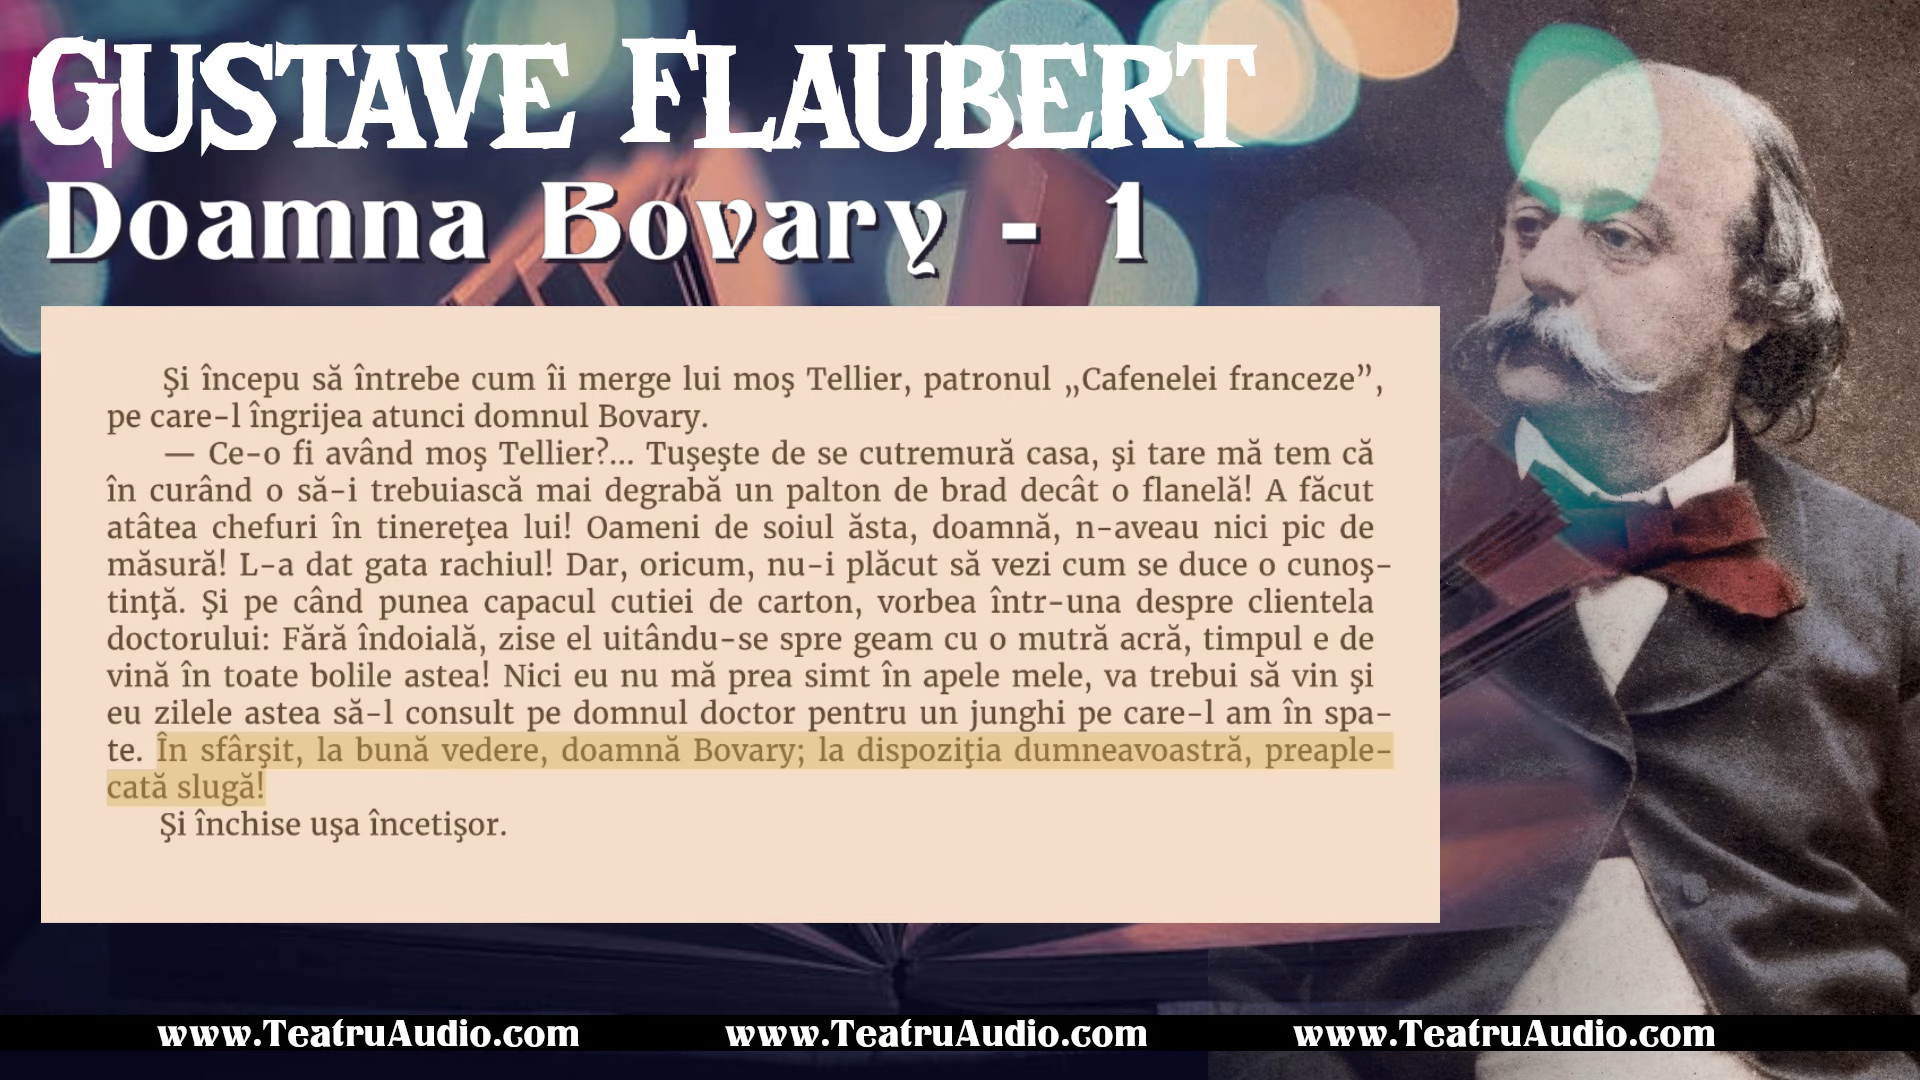 GUSTAVE FLAUBERT
Doamna Bovary - 1
Şi începu să întrebe cum îi merge lui moş Tellier, patronul „Cafenelei franceze”,
pe care-l îngrijea atunci domnul Bovary.
— Ce-o fi având moş Tellier?... Tuşeşte de se cutremură casa, şi tare mă tem că
în curând o să-i trebuiască mai degrabă un palton de brad decât o flanelă! A făcut
atâtea chefuri în tinereţea lui! Oameni de soiul ăsta, doamnă, n-aveau nici pic de
măsură! L-a dat gata rachiul! Dar, oricum, nu-i plăcut să vezi cum se duce o cunoş-
tinţă. Şi pe când punea capacul cutiei de carton, vorbea într-una despre clientela
doctorului: Fără îndoială, zise el uitându-se spre geam cu o mutră acră, timpul e de
vină în toate bolile astea! Nici eu nu mă prea simt în apele mele, va trebui să vin şi
eu zilele astea să-l consult pe domnul doctor pentru un junghi pe care-l am în spa-
te. În sfârşit, la bună vedere, doamnă Bovary; la dispoziţia dumneavoastră, preaple-
cată slugă!
Şi închise uşa încetişor.
www.TeatruAudio.com www.TeatruAudio.com www.TeatruAudio.com